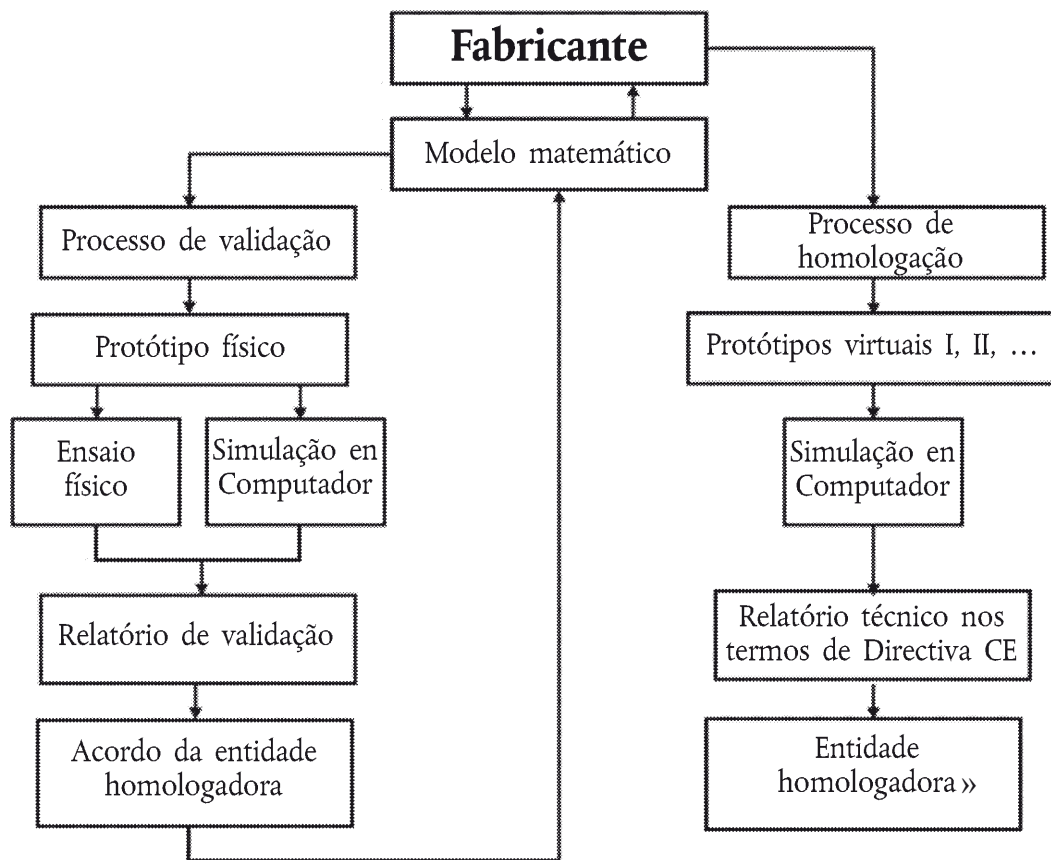 Fabricante
Modelo matemático
Processo de validação
Protótipo físico
Ensaio
físico
Simulação en
Computador
Relatório de validação
Acordo da entidade
homologadora
Processo de
homologação
Protótipos virtuais I, II, …
Simulação en
Computador
Relatório técnico nos
termos de Directiva CE
Entidade
homologadora»